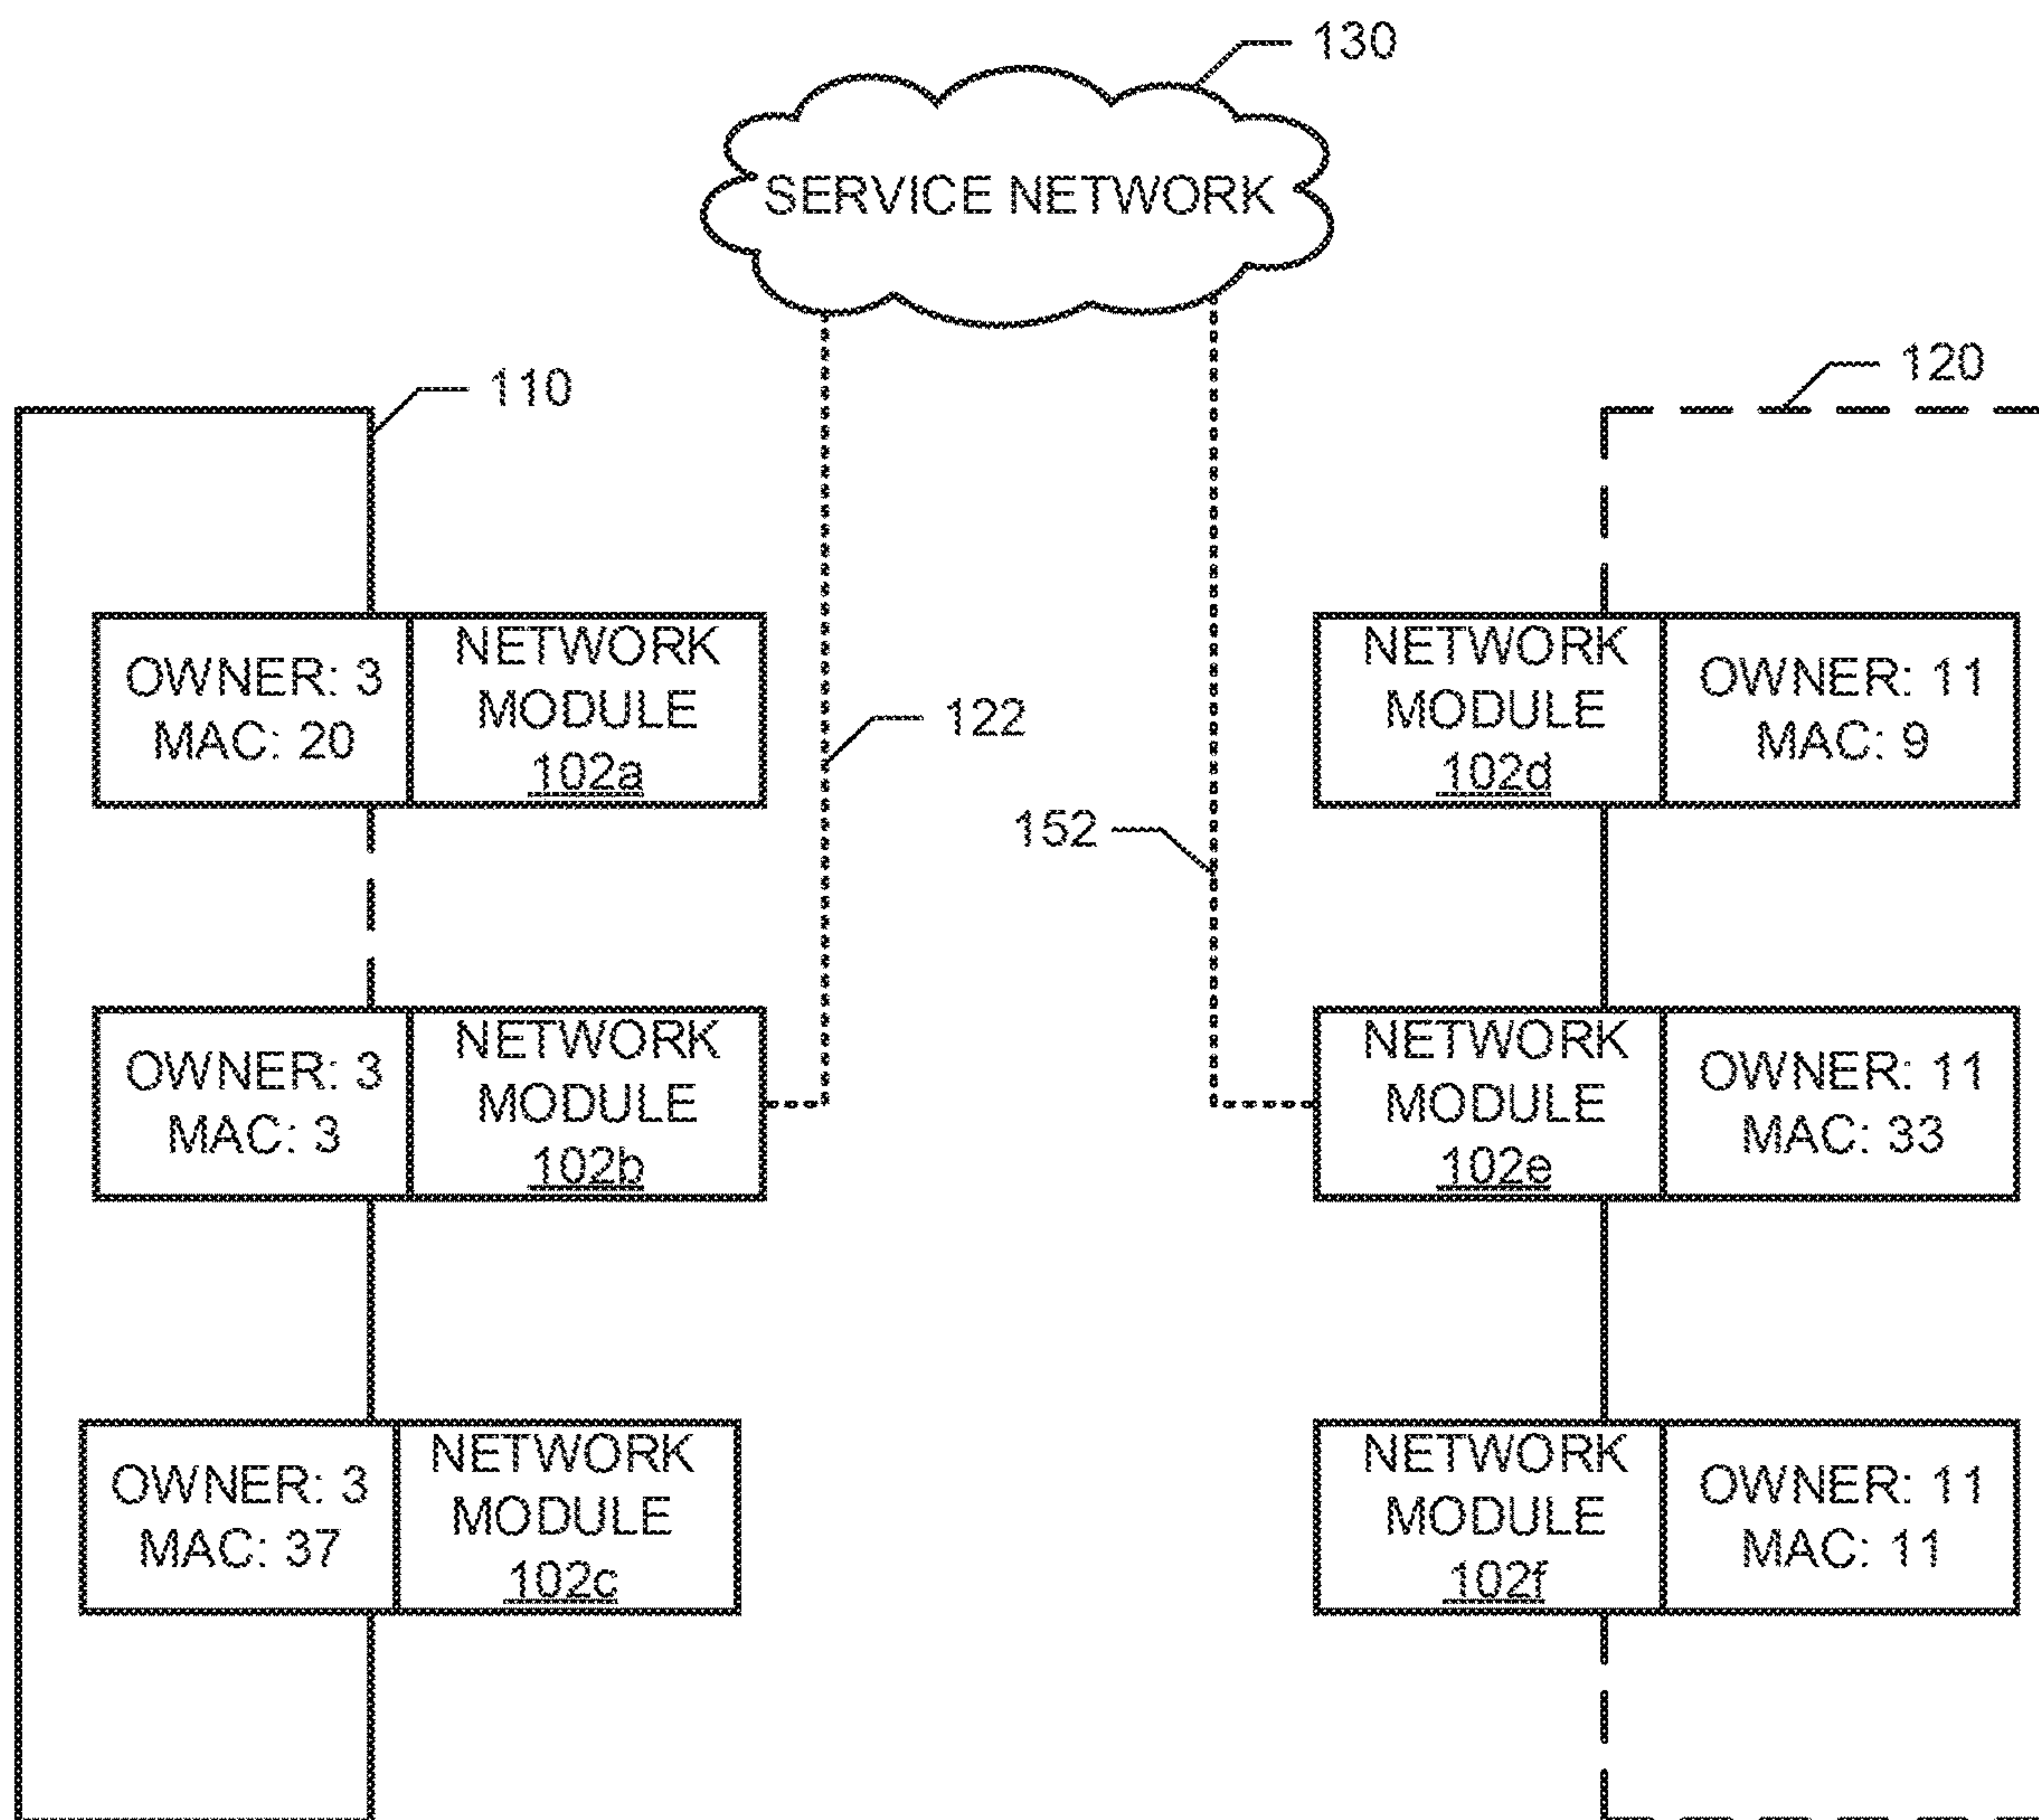 130
SERVICE NETWORK
110
120
OWNER: 3
MAC: 20
NETWORK
MODULE
102a
122
NETWORK
MODULE
102d
OWNER: 11
MAC: 9
152
OWNER: 3
MAC: 3
NETWORK
MODULE
102b
NETWORK
MODULE
102e
OWNER: 11
MAC: 33
OWNER: 3
MAC: 37
NETWORK
MODULE
102c
NETWORK
MODULE
102f
OWNER: 11
MAC: 11